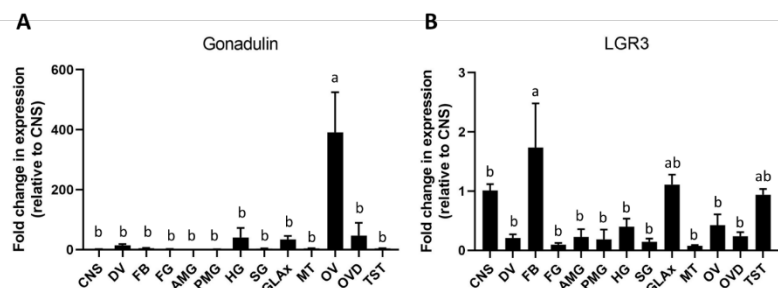 A
Gonadulin
Fold change in expression
(relative to CNS)
600
400
200
0
b b b b b b b b b b a b b
CNS DV FB FG AMG PMG HG SG GLAx MT OV OVD TST
B
LGR3
Fold change in expression
(relative to CNS)
3
2
1
0
b b a b b b b b ab b b b ab
CNS DV FB FG AMG PMG HG SG GLAx MT OV OVD TST